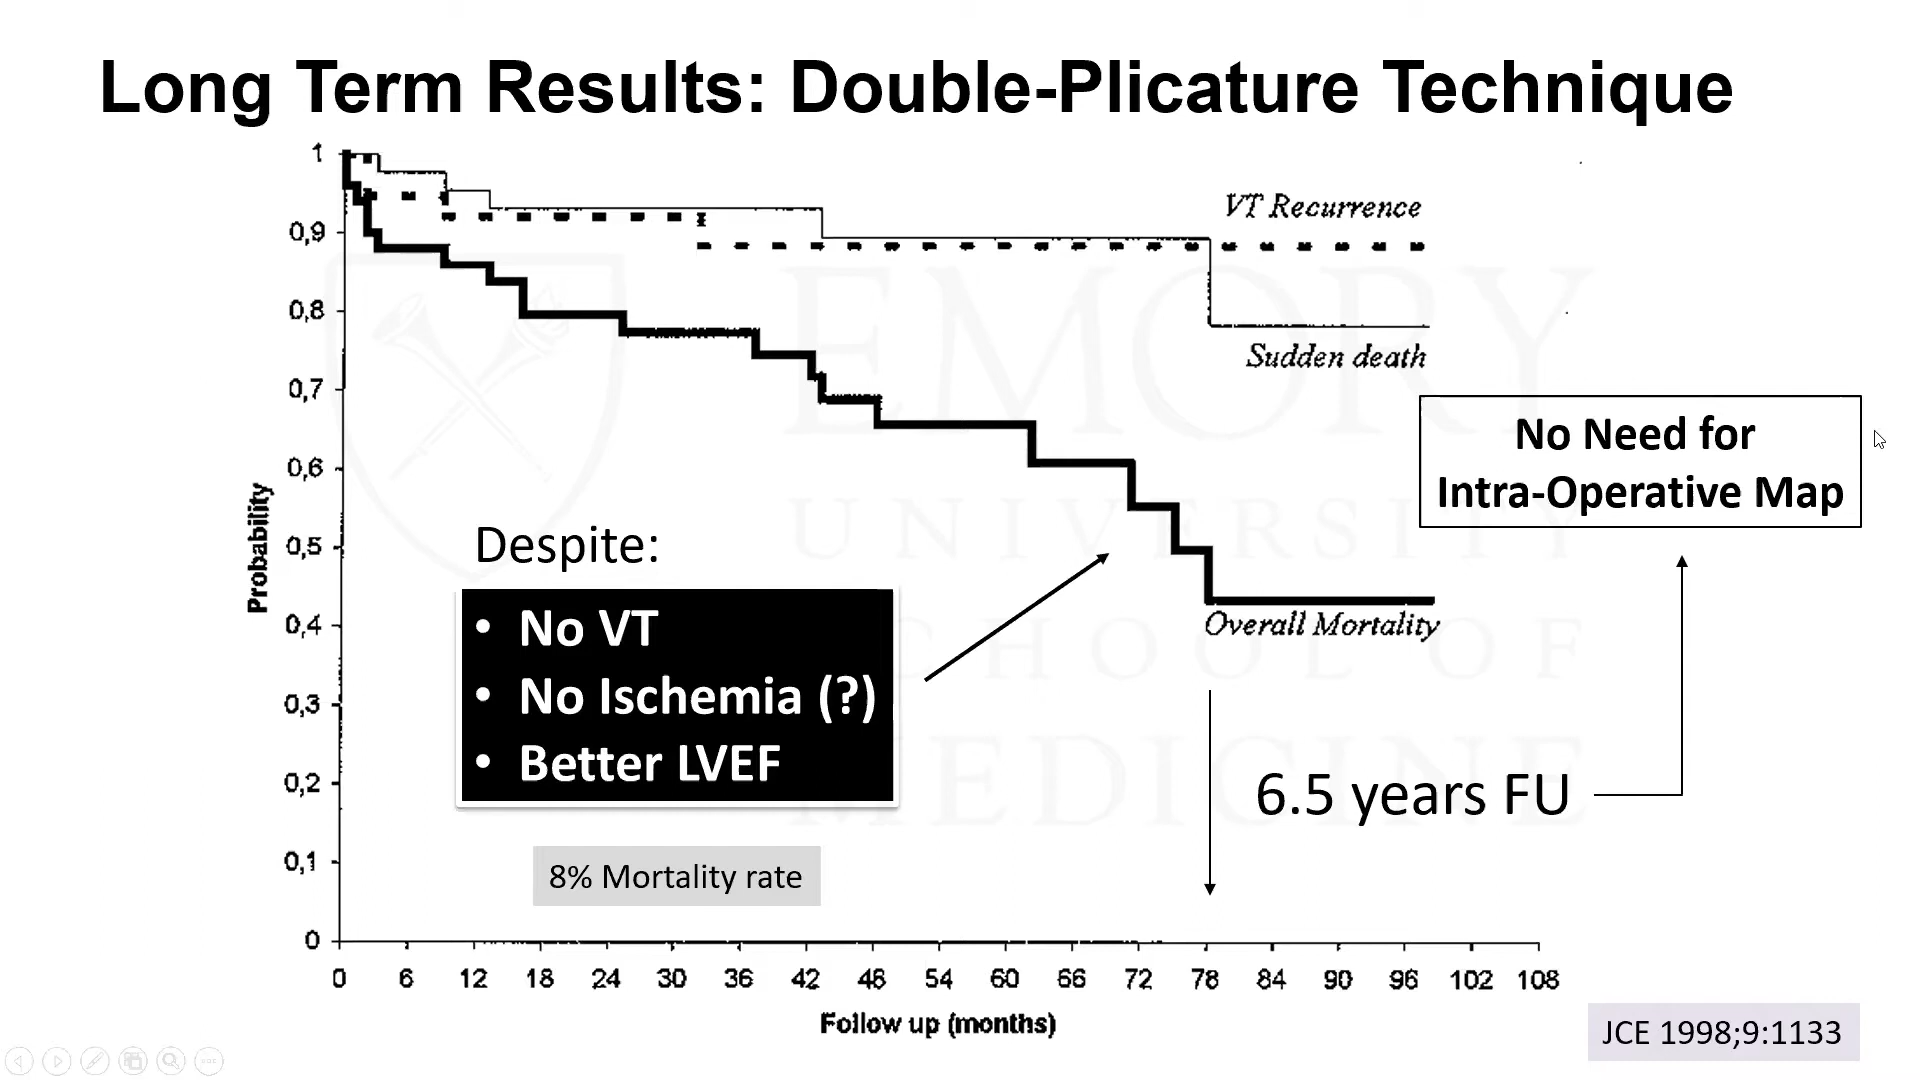 Long Term Results: Double-Plicature Technique
1
0,9
0,8
0,7
0,6
0,5
0,4
0,3
0,2
0,1
0
Probability
VT Recurrence
Sudden death
Overall Mortality
No Need for
Intra-Operative Map
Despite:
• No VT
• No Ischemia (?)
• Better LVEF
6.5 years FU
8% Mortality rate
0 6 12 18 24 30 36 42 48 54 60 66 72 78 84 90 96 102 108
Follow up (months)
JCE 1998;9:1133
EMORY
UNIVERSITY
SCHOOL OF
MEDICINE